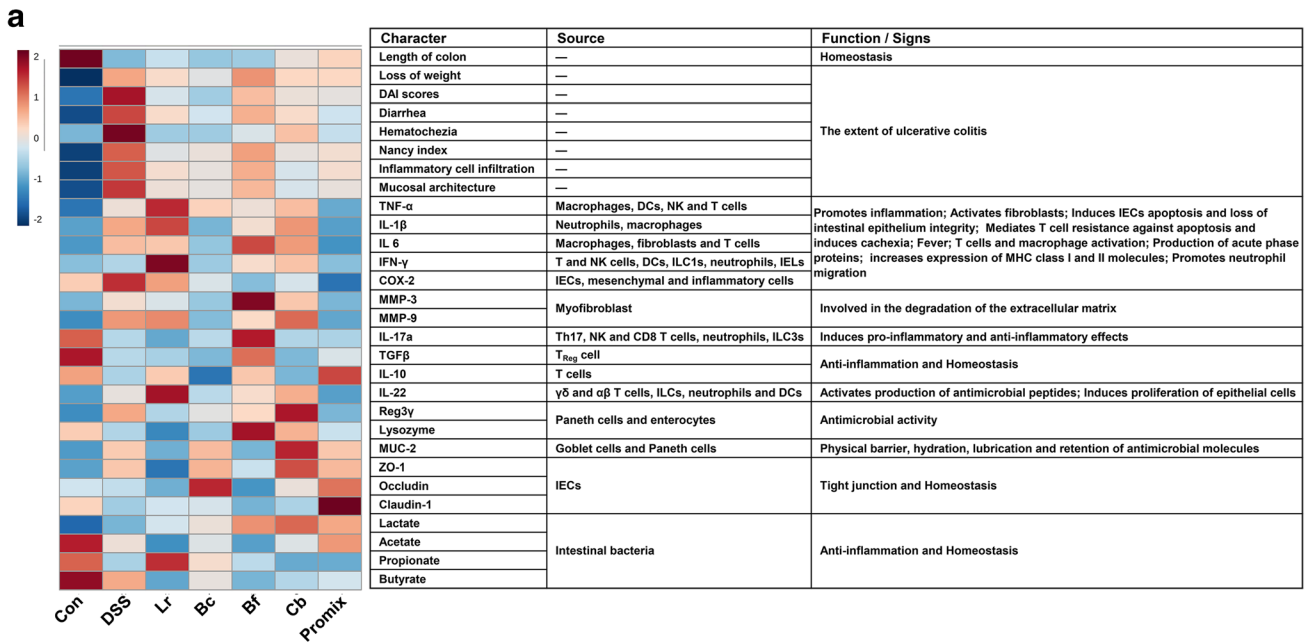 a
2
1
0
-1
-2
Con
DSS
Lr
Bc
Bf
Cb
Promix
Character Source Function / Signs
Length of colon — Homeostasis
Loss of weight —
DAI scores —
Diarrhea —
Hematochezia — The extent of ulcerative colitis
Nancy index —
Inflammatory cell infiltration —
Mucosal architecture —
TNF-α Macrophages, DCs, NK and T cells
IL-1β Neutrophils, macrophages
IL 6 Macrophages, fibroblasts and T cells
IFN-γ T and NK cells, DCs, ILC1s, neutrophils, IELs
COX-2 IECs, mesenchymal and inflammatory cells
Promotes inflammation; Activates fibroblasts; Induces IECs apoptosis and loss of
intestinal epithelium integrity; Mediates T cell resistance against apoptosis and
induces cachexia; Fever; T cells and macrophage activation; Production of acute phase
proteins; increases expression of MHC class I and II molecules; Promotes neutrophil
migration
MMP-3
Myofibroblast Involved in the degradation of the extracellular matrix
MMP-9
IL-17a Th17, NK and CD8 T cells, neutrophils, ILC3s Induces pro-inflammatory and anti-inflammatory effects
TGFβ TReg cell
Anti-inflammation and Homeostasis
IL-10 T cells
IL-22 γδ and αβ T cells, ILCs, neutrophils and DCs Activates production of antimicrobial peptides; Induces proliferation of epithelial cells
Reg3γ
Paneth cells and enterocytes Antimicrobial activity
Lysozyme
MUC-2 Goblet cells and Paneth cells Physical barrier, hydration, lubrication and retention of antimicrobial molecules
ZO-1
Occludin IECs Tight junction and Homeostasis
Claudin-1
Lactate
Acetate
Intestinal bacteria Anti-inflammation and Homeostasis
Propionate
Butyrate